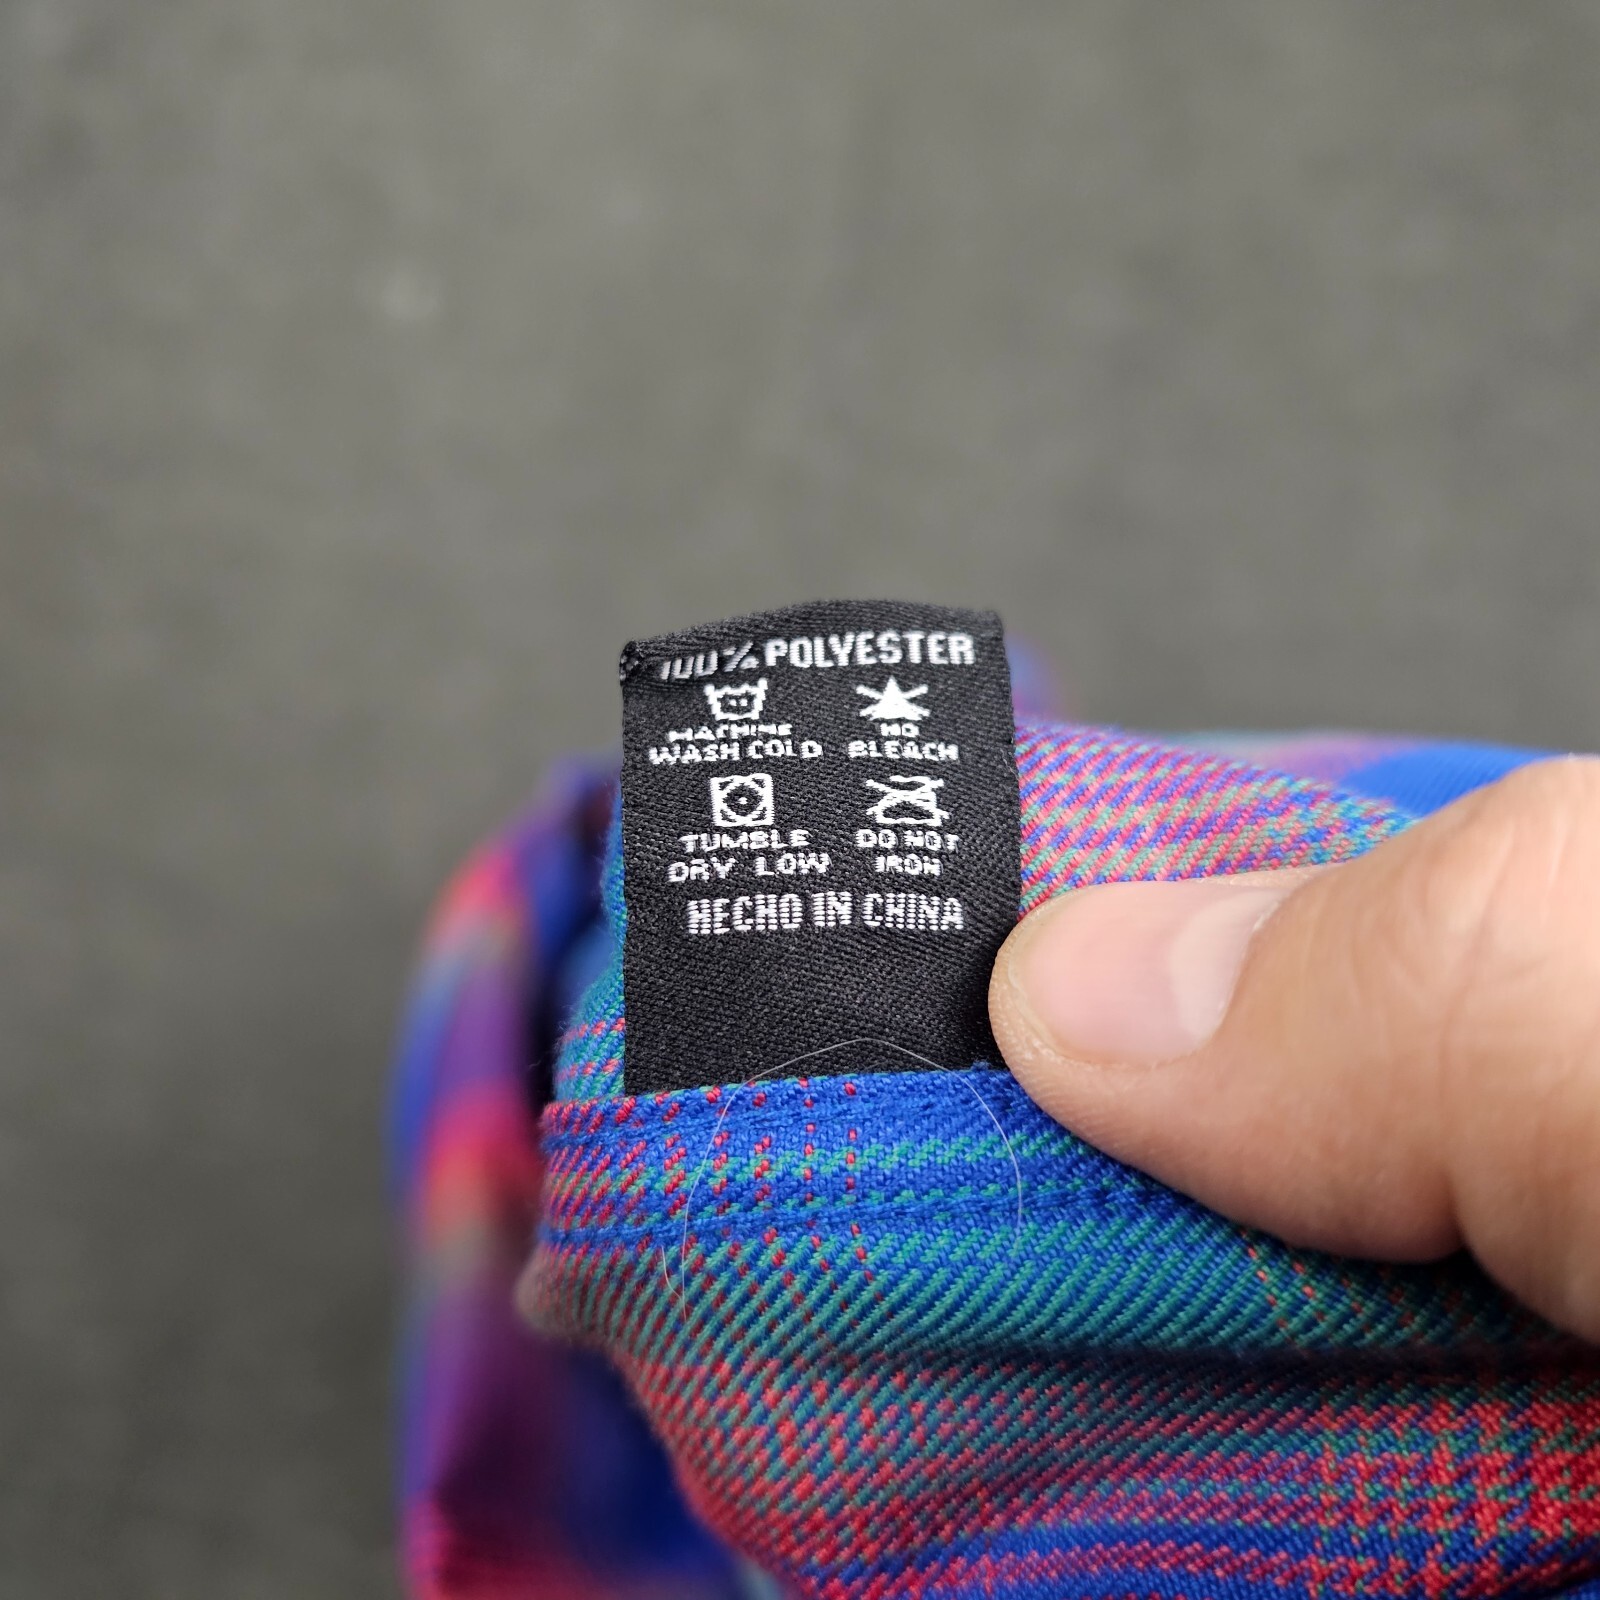 100% POLYESTER
MACHINE NO
WASH COLD BLEACH
TUMBLE DO NOT
DRY LOW IRON
HECHO IN CHINA